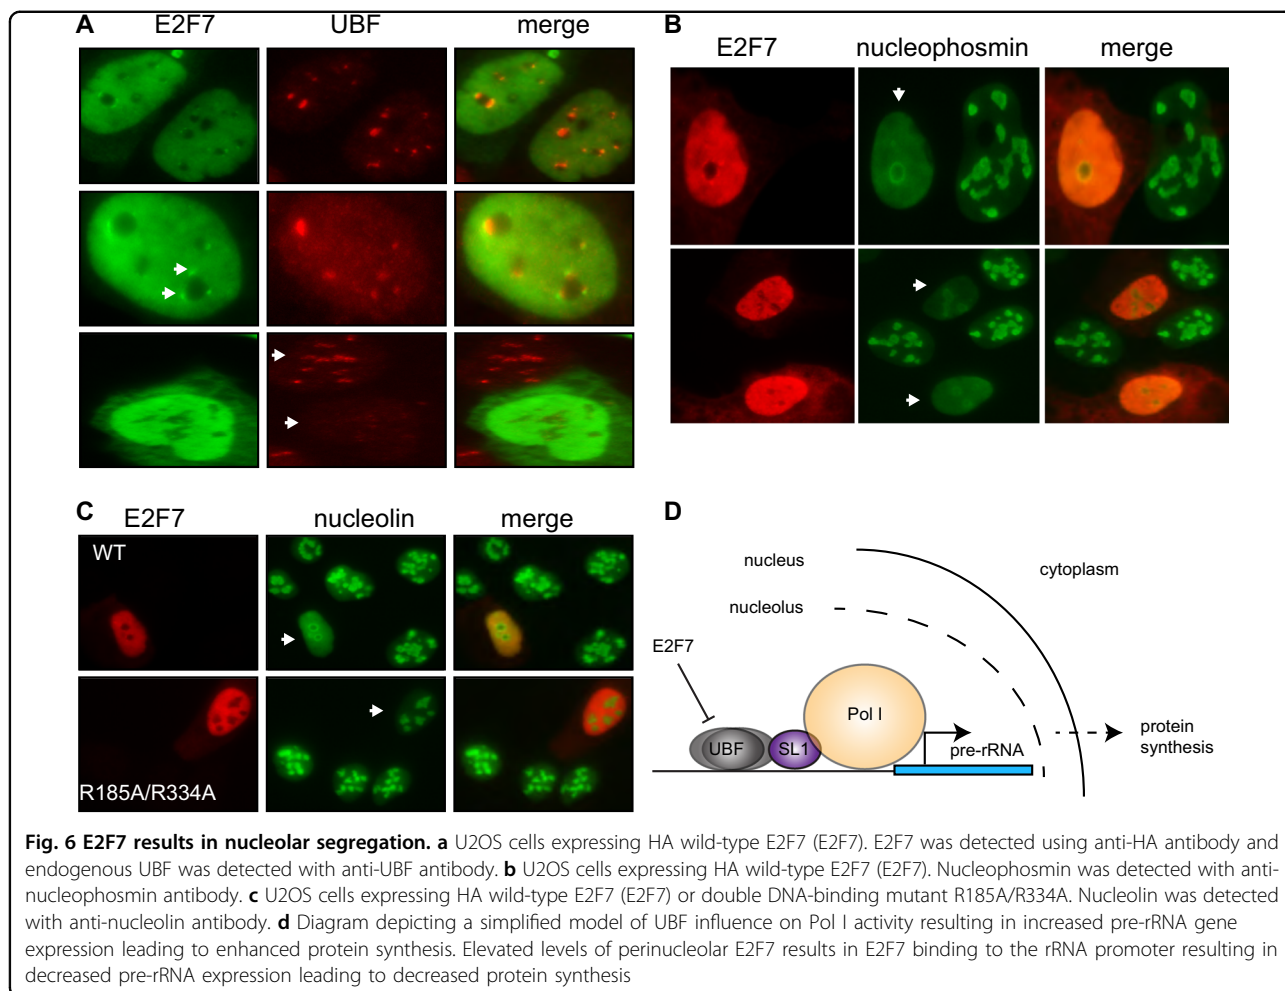 A
E2F7 UBF merge
B
E2F7 nucleophosmin merge
C
E2F7 nucleolin merge
WT
R185A/R334A
D
nucleus
cytoplasm
nucleolus
E2F7
Pol I
UBF
SL1
pre-rRNA
protein
synthesis
Fig. 6 E2F7 results in nucleolar segregation. a U2OS cells expressing HA wild-type E2F7 (E2F7). E2F7 was detected using anti-HA antibody and
endogenous UBF was detected with anti-UBF antibody. b U2OS cells expressing HA wild-type E2F7 (E2F7). Nucleophosmin was detected with anti-
nucleophosmin antibody. c U2OS cells expressing HA wild-type E2F7 (E2F7) or double DNA-binding mutant R185A/R334A. Nucleolin was detected
with anti-nucleolin antibody. d Diagram depicting a simplified model of UBF influence on Pol I activity resulting in increased pre-rRNA gene
expression leading to enhanced protein synthesis. Elevated levels of perinucleolar E2F7 results in E2F7 binding to the rRNA promoter resulting in
decreased pre-rRNA expression leading to decreased protein synthesis